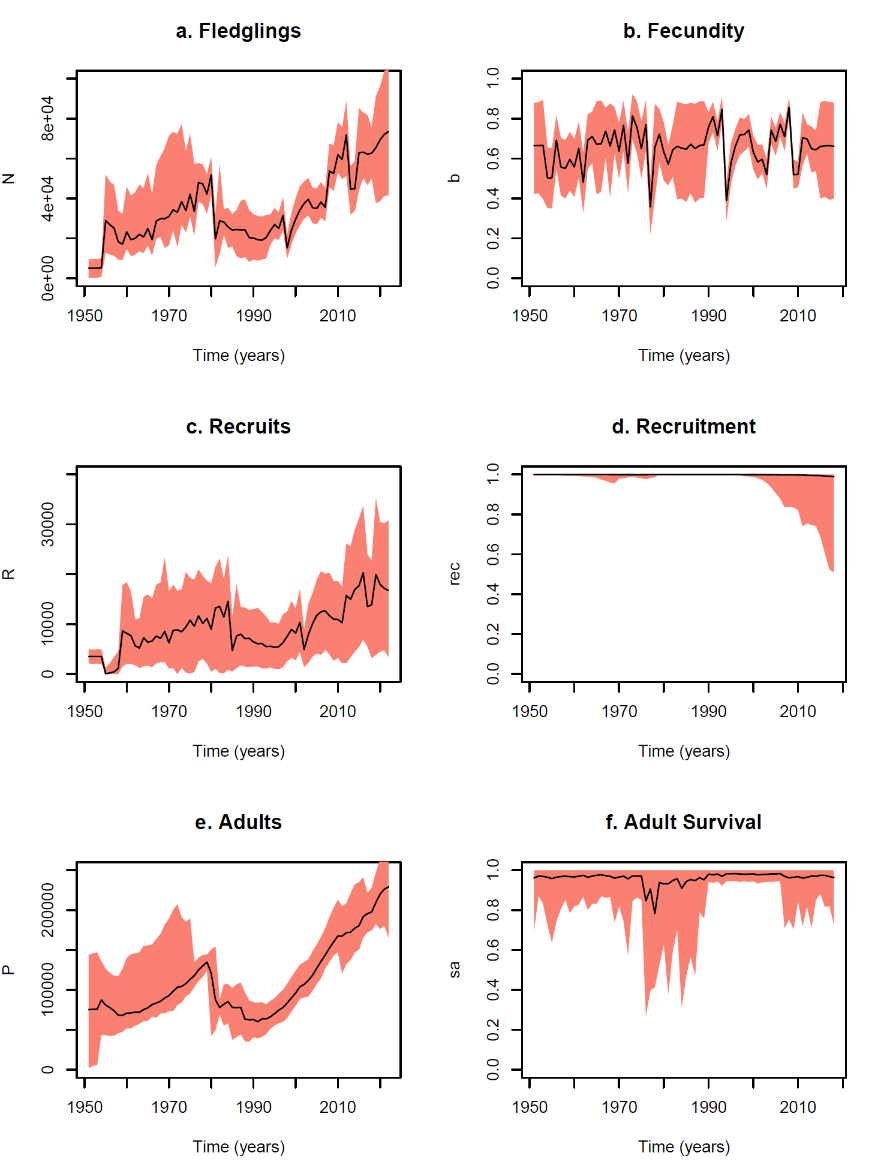 a. Fledglings
N
0e+00 4e+04 8e+04
1950 1970 1990 2010
Time (years)
b. Fecundity
b
0.0 0.2 0.4 0.6 0.8 1.0
1950 1970 1990 2010
Time (years)
c. Recruits
R
0 10000 30000
1950 1970 1990 2010
Time (years)
d. Recruitment
rec
0.0 0.2 0.4 0.6 0.8 1.0
1950 1970 1990 2010
Time (years)
e. Adults
P
0 100000 200000
1950 1970 1990 2010
Time (years)
f. Adult Survival
sa
0.0 0.2 0.4 0.6 0.8 1.0
1950 1970 1990 2010
Time (years)